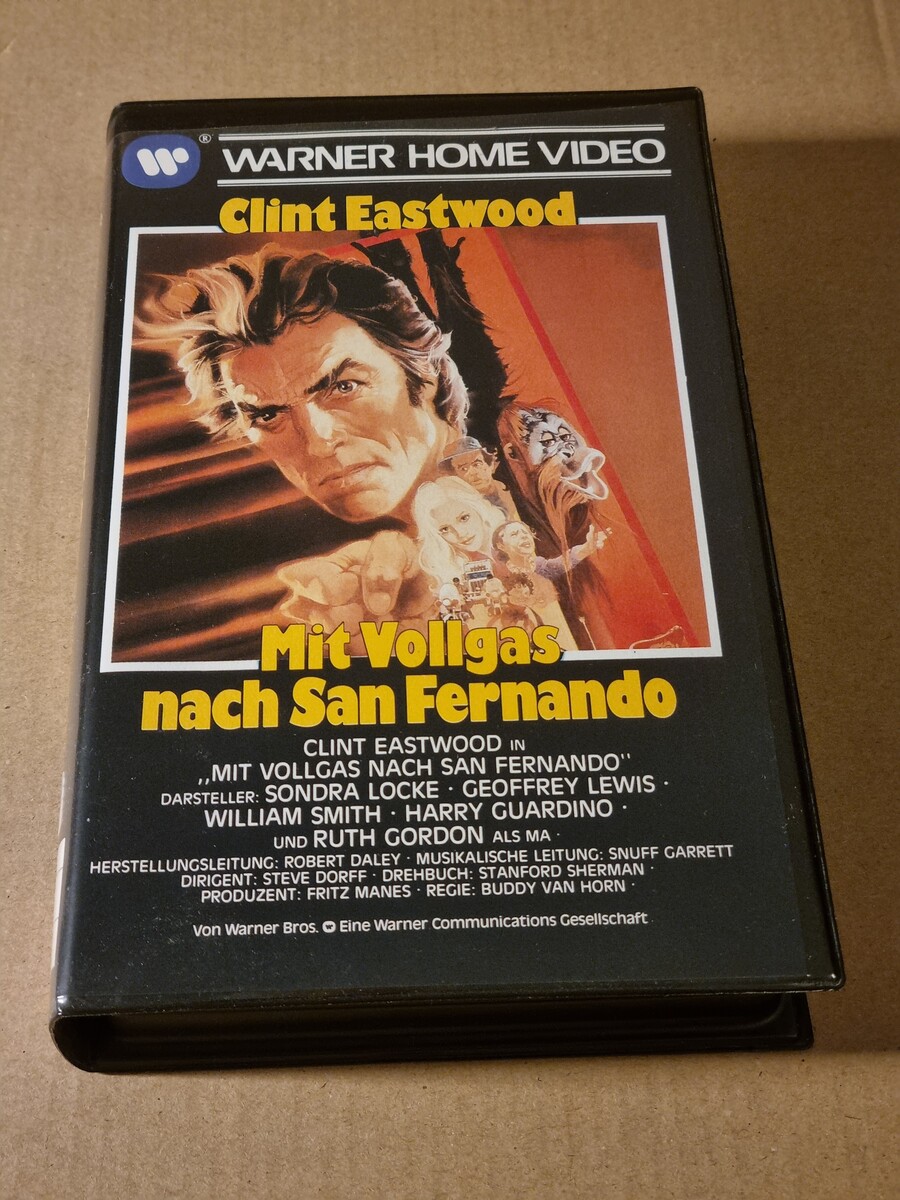 W ®
WARNER HOME VIDEO
Clint Eastwood
Mit Vollgas
nach San Fernando
CLINT EASTWOOD IN
,,MIT VOLLGAS NACH SAN FERNANDO''
DARSTELLER: SONDRA LOCKE · GEOFFREY LEWIS ·
WILLIAM SMITH · HARRY GUARDINO ·
UND RUTH GORDON ALS MA ·
HERSTELLUNGSLEITUNG: ROBERT DALEY · MUSIKALISCHE LEITUNG: SNUFF GARRETT
DIRIGENT: STEVE DORFF · DREHBUCH: STANFORD SHERMAN ·
PRODUZENT: FRITZ MANES · REGIE: BUDDY VAN HORN ·
Von Warner Bros. Eine Warner Communications Gesellschaft